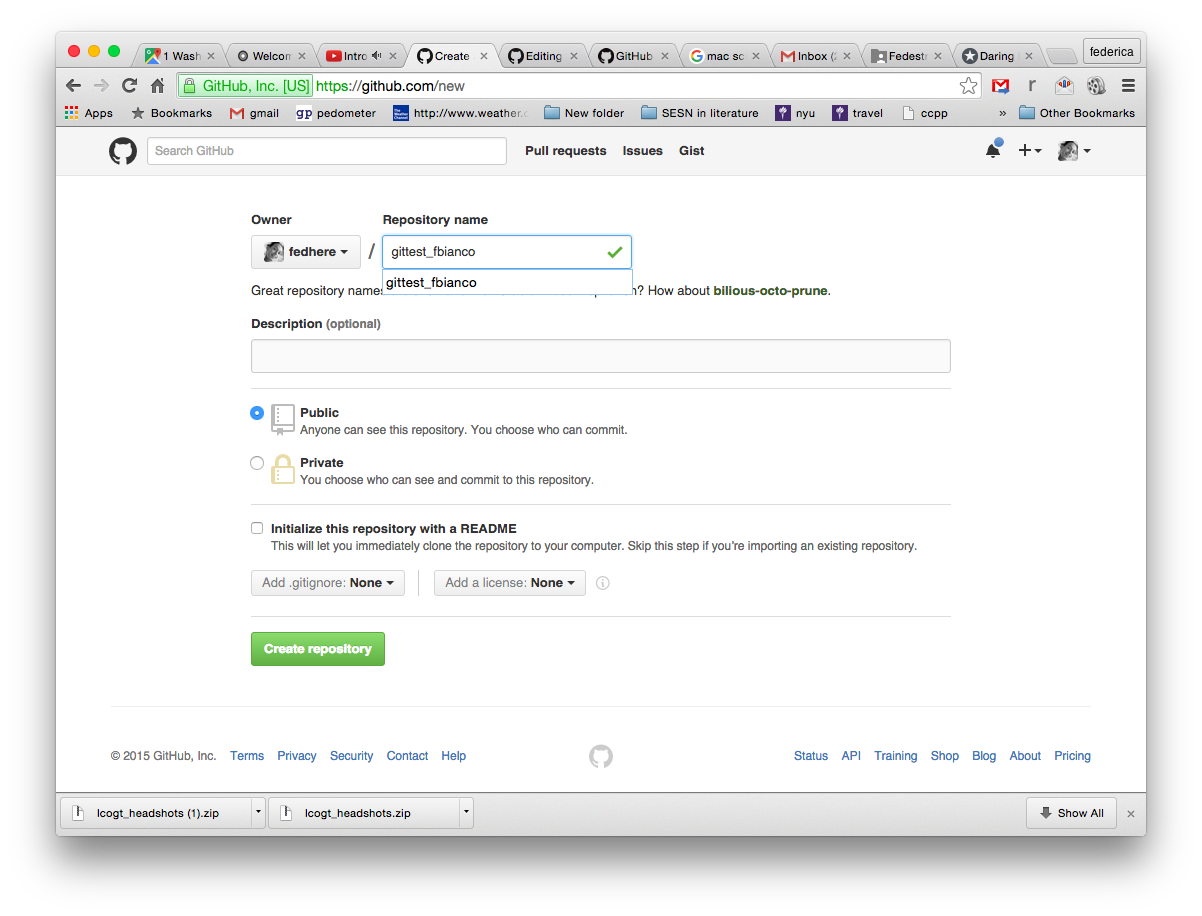 1 Wash
Welcom
Intro
Create
Editing
GitHub
mac sc
Inbox (2
Fedestr
Daring
federica
GitHub, Inc. [US] https://github.com/new
Apps
Bookmarks
gmail
gp pedometer
http://www.weather.c
New folder
SESN in literature
nyu
travel
ccpp
»
Other Bookmarks
Search GitHub
Pull requests
Issues
Gist
Owner
Repository name
fedhere / gittest_fbianco
gittest_fbianco
Great repository names ? How about bilious-octo-prune.
Description (optional)
Public
Anyone can see this repository. You choose who can commit.
Private
You choose who can see and commit to this repository.
Initialize this repository with a README
This will let you immediately clone the repository to your computer. Skip this step if you’re importing an existing repository.
Add .gitignore: None
Add a license: None
Create repository
© 2015 GitHub, Inc.
Terms
Privacy
Security
Contact
Help
Status
API
Training
Shop
Blog
About
Pricing
lcogt_headshots (1).zip
lcogt_headshots.zip
Show All